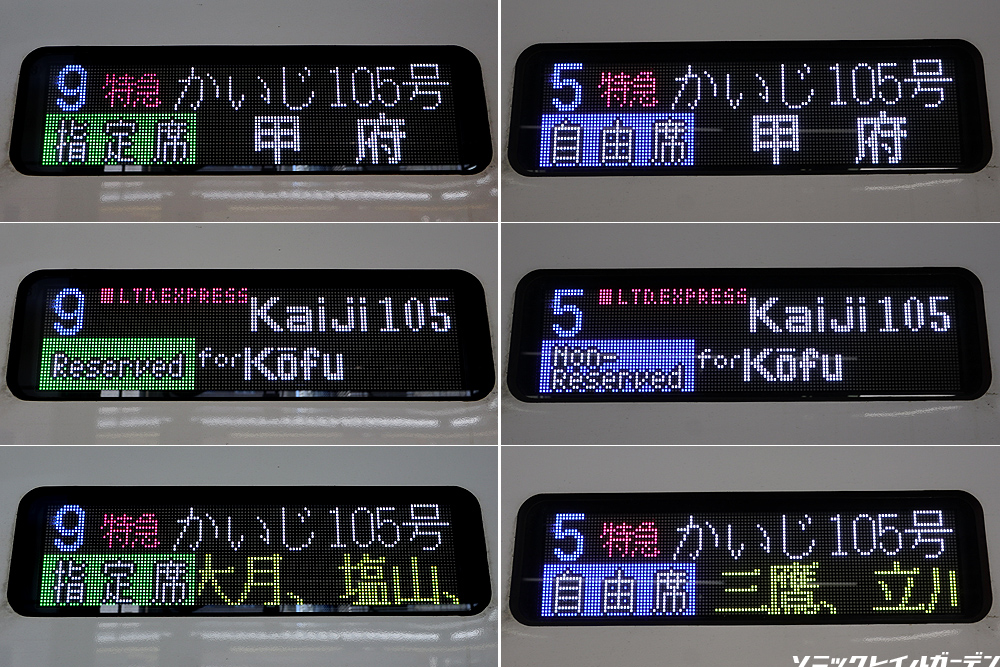 9 特急 かいじ 105号
指定席 甲府
5 特急 かいじ 105号
自由席 甲府
9 LTD.EXPRESS Kaiji 105
Reserved for Kōfu
5 LTD.EXPRESS Kaiji 105
Non-
Reserved for Kōfu
9 特急 かいじ 105号
指定席 大月、塩山、
5 特急 かいじ 105号
自由席 三鷹、立川
ソニックレイルガーデン